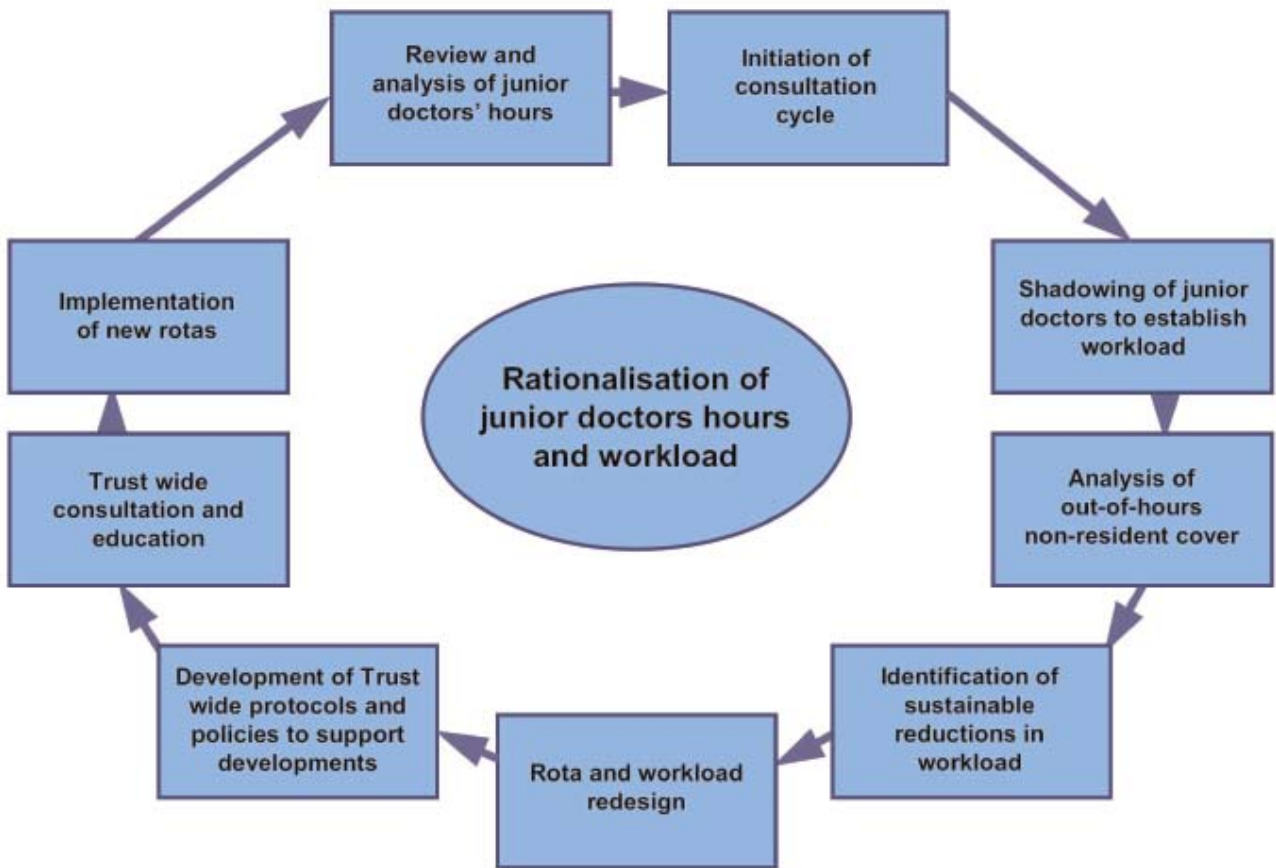 Review and
analysis of junior
doctors' hours
Initiation of
consultation
cycle
Shadowing of junior
doctors to establish
workload
Analysis of
out-of-hours
non-resident cover
Identification of
sustainable
reductions in
workload
Rota and workload
redesign
Development of Trust
wide protocols and
policies to support
developments
Trust wide
consultation and
education
Implementation
of new rotas
Rationalisation of
junior doctors hours
and workload